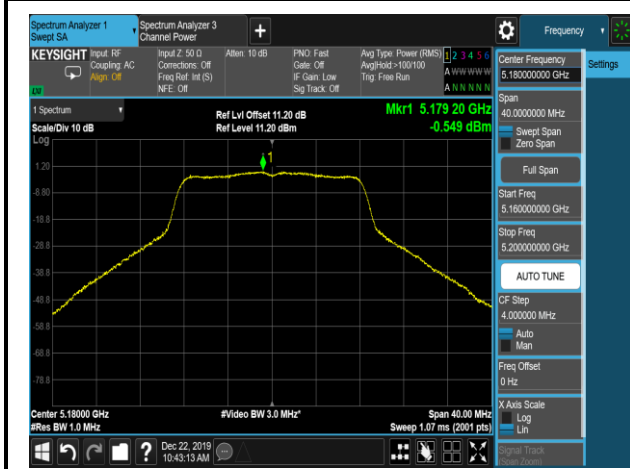 Spectrum Analyzer 1
Swept SA
Spectrum Analyzer 3
Channel Power
Frequency
KEYSIGHT
Input: RF
Coupling: AC
Align: Off
Input Z: 50 Ω
Corrections: Off
Freq Ref: Int (S)
NFE: Off
Atten: 10 dB
PNO: Fast
Gate: Off
IF Gain: Low
Sig Track: Off
Avg Type: Power (RMS)
Avg|Hold:>100/100
Trig: Free Run
1 2 3 4 5 6
A W W W W W
A N N N N N
LXI
1 Spectrum
Scale/Div 10 dB
Log
Ref Lvl Offset 11.20 dB
Ref Level 11.20 dBm
Mkr1 5.179 20 GHz
-0.549 dBm
1
1.20
-8.80
-18.8
-28.8
-38.8
-48.8
-58.8
-68.8
-78.8
Center 5.18000 GHz
#Res BW 1.0 MHz
#Video BW 3.0 MHz*
Span 40.00 MHz
Sweep 1.07 ms (2001 pts)
Dec 22, 2019
10:43:13 AM
?
Center Frequency
5.180000000 GHz
Settings
Span
40.0000000 MHz
Swept Span
Zero Span
Full Span
Start Freq
5.160000000 GHz
Stop Freq
5.200000000 GHz
AUTO TUNE
CF Step
4.000000 MHz
Auto
Man
Freq Offset
0 Hz
X Axis Scale
Log
Lin
Signal Track
(Span Zoom)